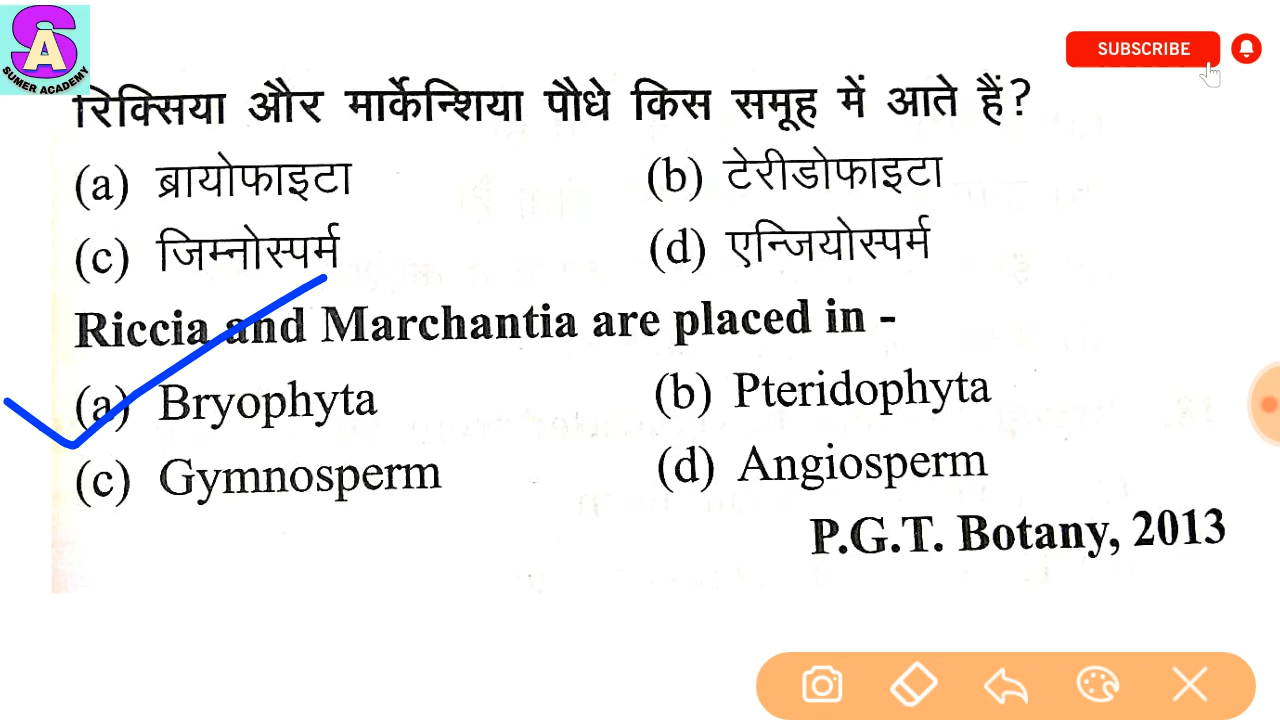 SA
SUMER ACADEMY
SUBSCRIBE
रिक्सिया और मार्केन्शिया पौधे किस समूह में आते हैं?
(a) ब्रायोफाइटा (b) टेरीडोफाइटा
(c) जिम्नोस्पर्म (d) एन्जियोस्पर्म
Riccia and Marchantia are placed in -
(a) Bryophyta (b) Pteridophyta
(c) Gymnosperm (d) Angiosperm
P.G.T. Botany, 2013